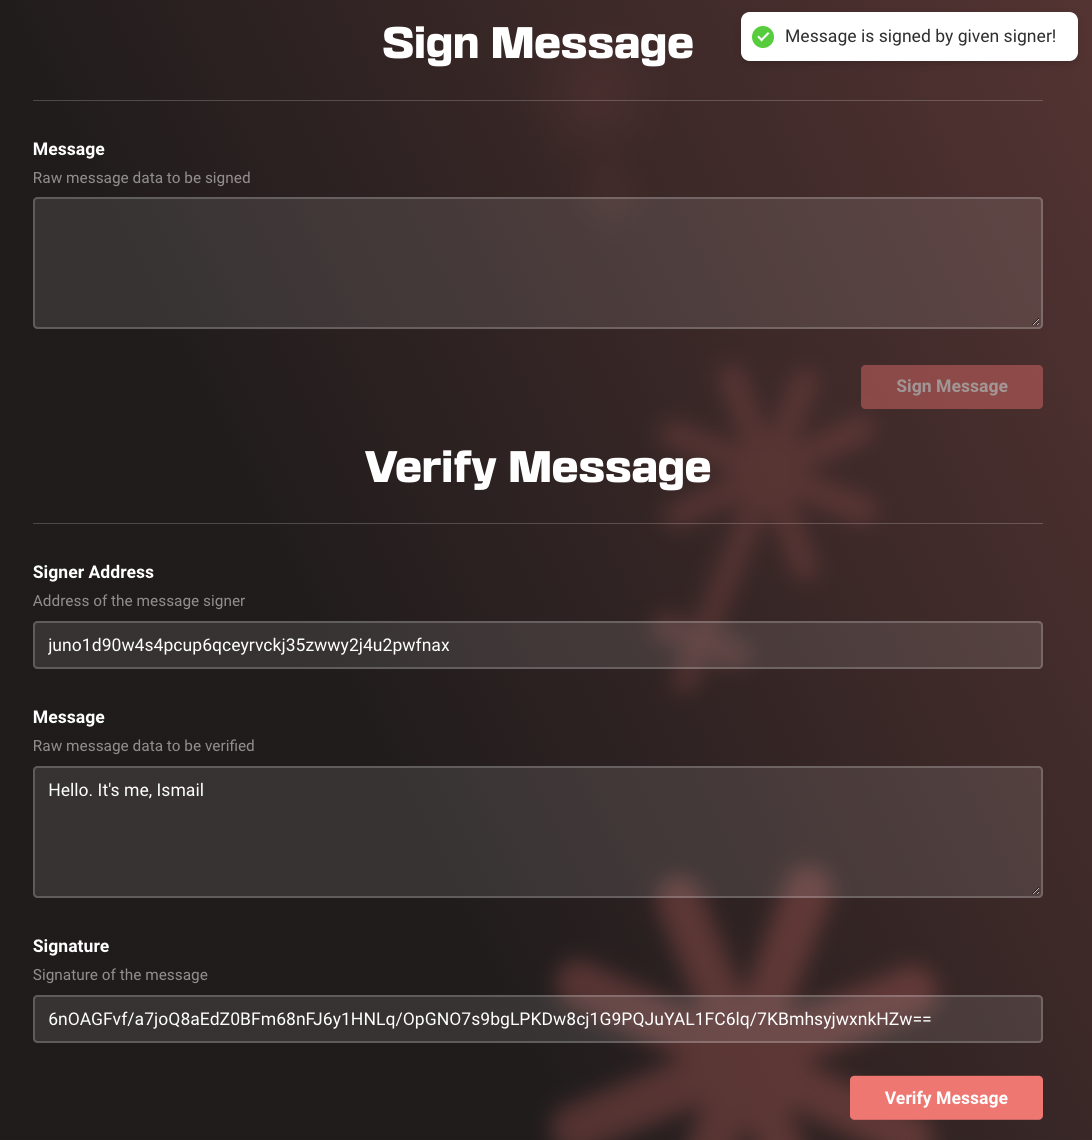 Sign Message
Message is signed by given signer!
Message
Raw message data to be signed
Sign Message
Verify Message
Signer Address
Address of the message signer
juno1d90w4s4pcup6qceyrvckj35zwwy2j4u2pwfnax
Message
Raw message data to be verified
Hello. It's me, Ismail
Signature
Signature of the message
6nOAGFvf/a7joQ8aEdZ0BFm68nFJ6y1HNLq/OpGNO7s9bgLPKDw8cj1G9PQJuYAL1FC6lq/7KBmhsyjwxnkHZw==
Verify Message